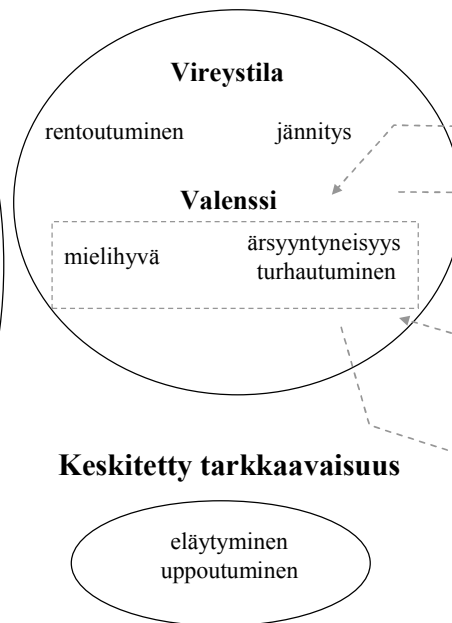 Vireystila
rentoutuminen jännitys
Valenssi
mielihyvä ärsyyntyneisyys
turhautuminen
Keskitetty tarkkaavaisuus
eläytyminen
uppoutuminen